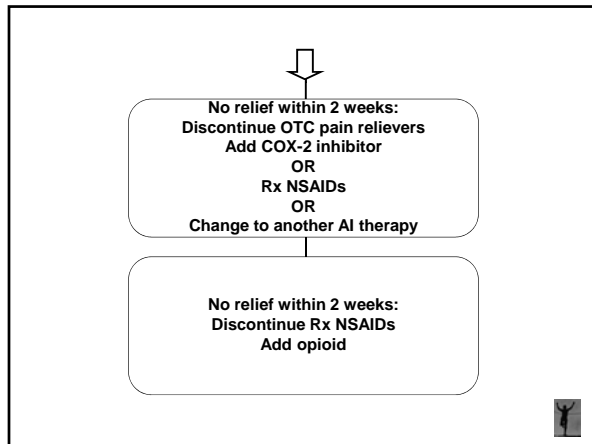 No relief within 2 weeks:
Discontinue OTC pain relievers
Add COX-2 inhibitor
OR
Rx NSAIDs
OR
Change to another AI therapy
No relief within 2 weeks:
Discontinue Rx NSAIDs
Add opioid